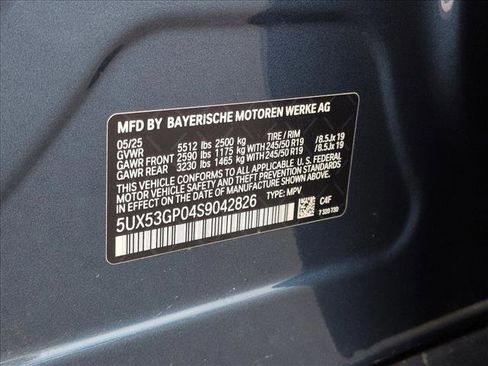 MFD BY BAYERISCHE MOTOREN WERKE AG
05/25 5512 lbs 2500 kg TIRE / RIM
GVWR
GAWR FRONT 2590 lbs 1175 kg WITH 245/50 R19 / 8.5Jx19
GAWR REAR 3230 lbs 1465 kg WITH 245/50 R19 / 8.5Jx19
THIS VEHICLE CONFORMS TO ALL APPLICABLE U.S. FEDERAL
MOTOR VEHICLE SAFETY STANDARDS IN EFFECT ON THE DATE OF
MANUFACTURE SHOWN ABOVE.
5UX53GP04S9042826 TYPE: MPV
C4F
7 320 730